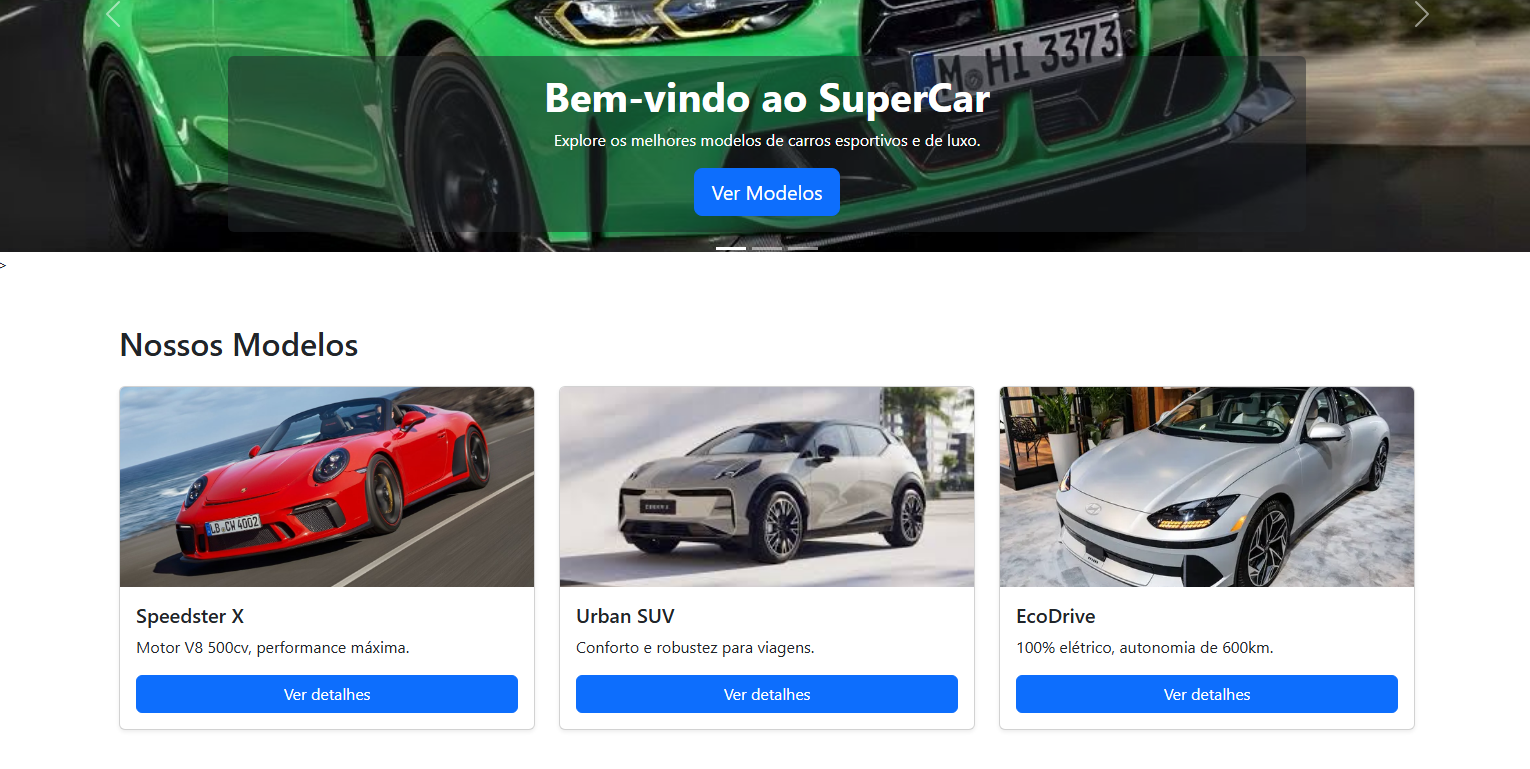 M HI 3373
Bem-vindo ao SuperCar
Explore os melhores modelos de carros esportivos e de luxo.
Ver Modelos
>
Nossos Modelos
LB CW 4002
Speedster X
Motor V8 500cv, performance máxima.
Ver detalhes
Urban SUV
Conforto e robustez para viagens.
Ver detalhes
EcoDrive
100% elétrico, autonomia de 600km.
Ver detalhes